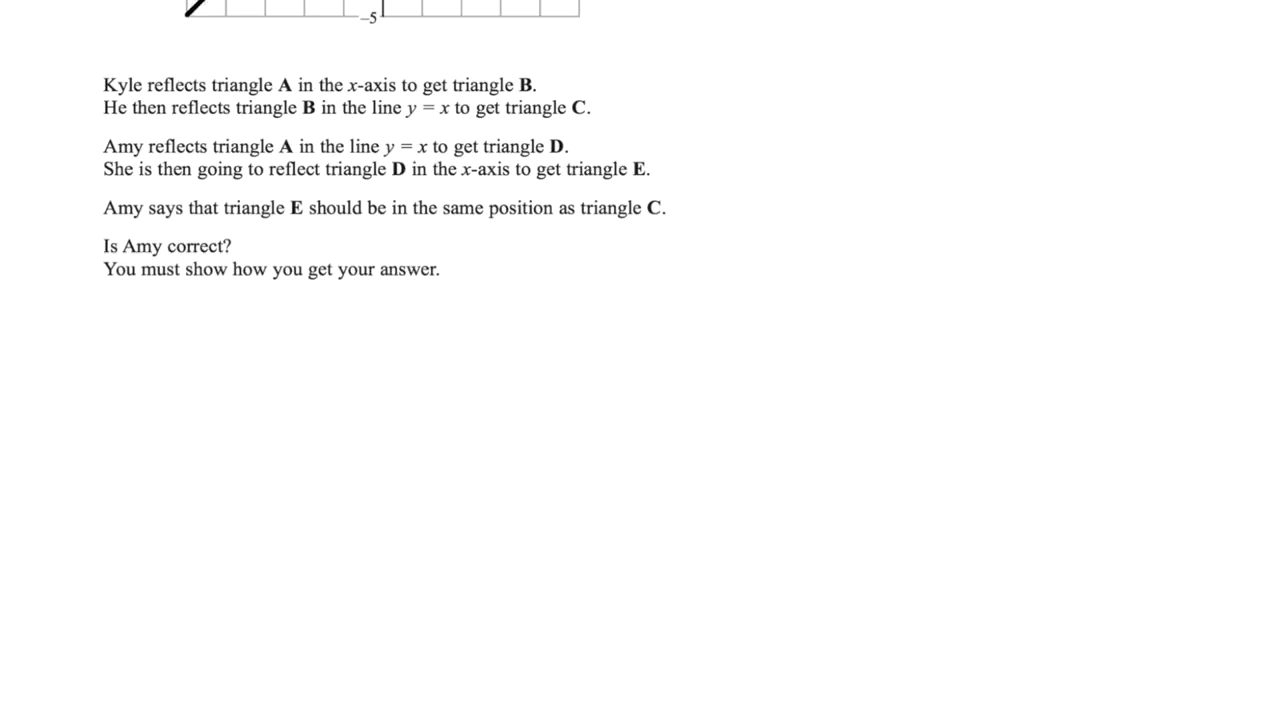 –5
Kyle reflects triangle A in the x-axis to get triangle B.
He then reflects triangle B in the line y = x to get triangle C.
Amy reflects triangle A in the line y = x to get triangle D.
She is then going to reflect triangle D in the x-axis to get triangle E.
Amy says that triangle E should be in the same position as triangle C.
Is Amy correct?
You must show how you get your answer.